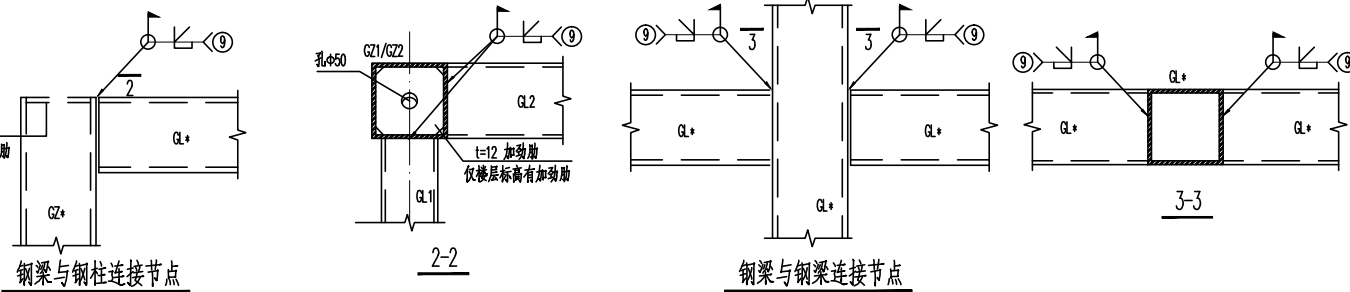 9
2
GL*
肋
GZ*
钢梁与钢柱连接节点
孔Φ50
GZ1/GZ2
9
GL2
t=12 加劲肋
仅楼层标高有加劲肋
GL1
2-2
9
3
3
9
GL*
GL*
GL*
钢梁与钢梁连接节点
9
9
GL*
GL*
GL*
3-3